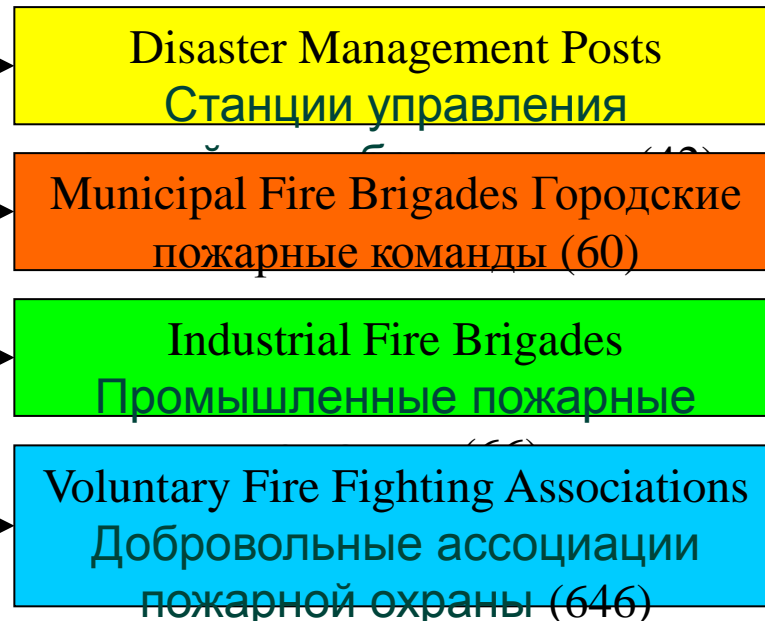 Disaster Management Posts
Станции управления
Municipal Fire Brigades Городские
пожарные команды (60)
Industrial Fire Brigades
Промышленные пожарные
Voluntary Fire Fighting Associations
Добровольные ассоциации
пожарной охраны (646)